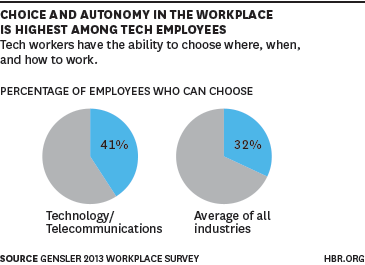 CHOICE AND AUTONOMY IN THE WORKPLACE
IS HIGHEST AMONG TECH EMPLOYEES
Tech workers have the ability to choose where, when,
and how to work.
PERCENTAGE OF EMPLOYEES WHO CAN CHOOSE
41%
32%
Technology/
Telecommunications
Average of all
industries
SOURCE GENSLER 2013 WORKPLACE SURVEY
HBR.ORG